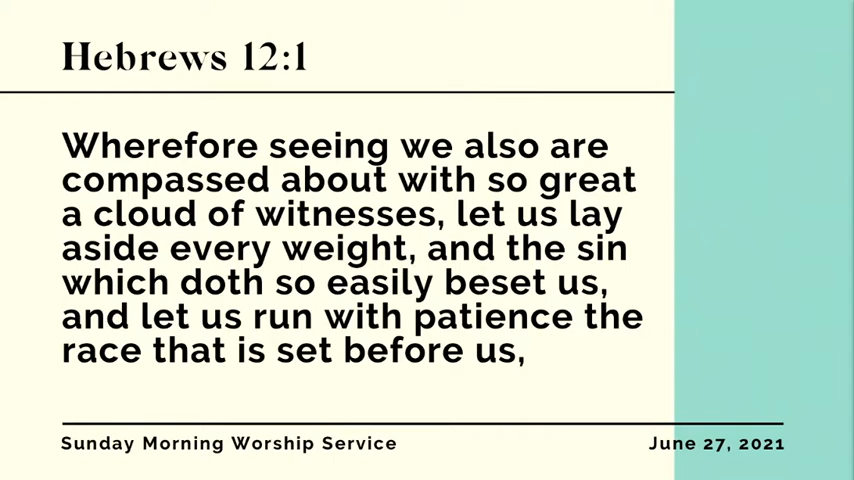 Hebrews 12:1
Wherefore seeing we also are
compassed about with so great
a cloud of witnesses, let us lay
aside every weight, and the sin
which doth so easily beset us,
and let us run with patience the
race that is set before us,
Sunday Morning Worship Service
June 27, 2021